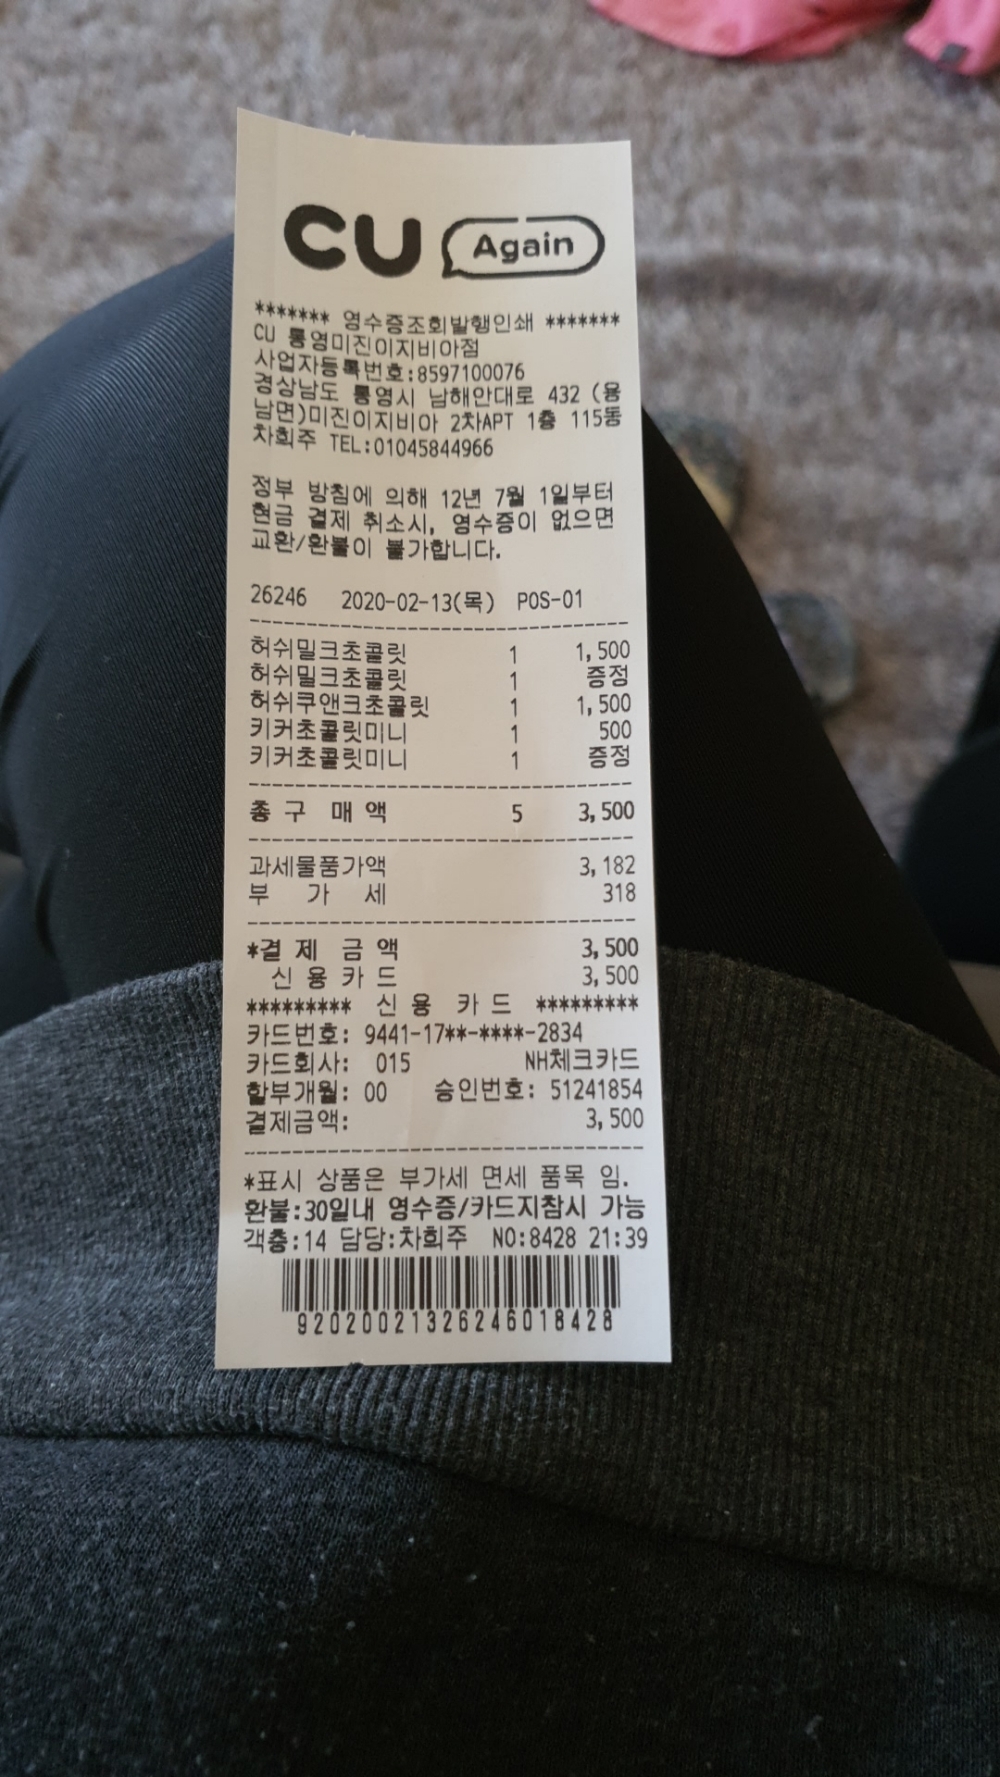 CU Again
******* 영수증조회발행인쇄 *******
CU 통영미진이지비아점
사업자등록번호:8597100076
경상남도 통영시 남해안대로 432 (용
남면)미진이지비아 2차APT 1층 115동
차희주 TEL:01045844966
정부 방침에 의해 12년 7월 1일부터
현금 결제 취소시, 영수증이 없으면
교환/환불이 불가합니다.
26246 2020-02-13(목) POS-01
허쉬밀크초콜릿 1 1,500
허쉬밀크초콜릿 1 증정
허쉬쿠앤크초콜릿 1 1,500
키커초콜릿미니 1 500
키커초콜릿미니 1 증정
총 구 매 액 5 3,500
과세물품가액 3,182
부 가 세 318
*결 제 금 액 3,500
신 용 카 드 3,500
********* 신 용 카 드 *********
카드번호: 9441-17**-****-2834
카드회사: 015 NH체크카드
할부개월: 00 승인번호: 51241854
결제금액: 3,500
*표시 상품은 부가세 면세 품목 임.
환불:30일내 영수증/카드지참시 가능
객층:14 담당:차희주 NO:8428 21:39
92020021326246018428